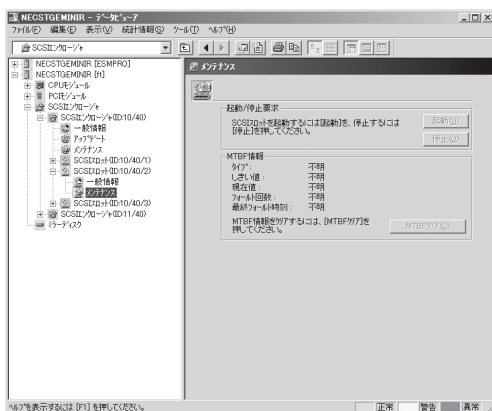 NECSTGEMINIR - ﾃﾞｰﾀﾋﾞｭｰｱ
ﾌｧｲﾙ(F) 編集(E) 表示(V) 統計情報(S) ﾂｰﾙ(T) ﾍﾙﾌﾟ(H)
SCSIｴﾝｸﾛｰｼﾞｬ
NECSTGEMINIR [ESMPRO]
NECSTGEMINIR [ft]
CPUﾓｼﾞｭｰﾙ
PCIﾓｼﾞｭｰﾙ
SCSIｴﾝｸﾛｰｼﾞｬ
SCSIｴﾝｸﾛｰｼﾞｬ(ID:10/40)
一般情報
ｱｯﾌﾟﾃﾞｰﾄ
ﾒﾝﾃﾅﾝｽ
SCSIｽﾛｯﾄ(ID:10/40/1)
SCSIｽﾛｯﾄ(ID:10/40/2)
一般情報
ﾒﾝﾃﾅﾝｽ
SCSIｽﾛｯﾄ(ID:10/40/3)
SCSIｴﾝｸﾛｰｼﾞｬ(ID:11/40)
ﾐﾗｰﾃﾞｨｽｸ
ﾒﾝﾃﾅﾝｽ
起動/停止要求
SCSIｽﾛｯﾄを起動するには[起動]を、停止するには
[停止]を押してください。
起動(U)
停止(D)
MTBF情報
ﾀｲﾌﾟ: 不明
しきい値: 不明
現在値: 不明
ﾌｫｰﾙﾄ回数: 不明
最終ﾌｫｰﾙﾄ時刻: 不明
MTBF情報をｸﾘｱするには、[MTBFｸﾘｱ]を
押してください。
MTBFｸﾘｱ(C)
ﾍﾙﾌﾟを表示するには [F1] を押してください。
正常 警告 異常